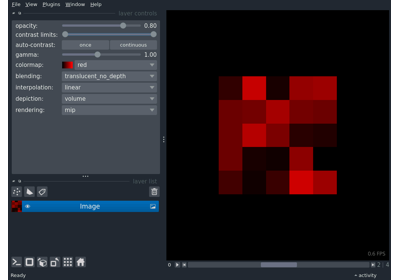 File View Plugins Window Help
layer controls
opacity: 0.80
contrast limits:
auto-contrast: once continuous
gamma: 1.00
colormap: red
blending: translucent_no_depth
interpolation: linear
depiction: volume
rendering: mip
layer list
Image
0.6 FPS
0 2 4
Ready activity